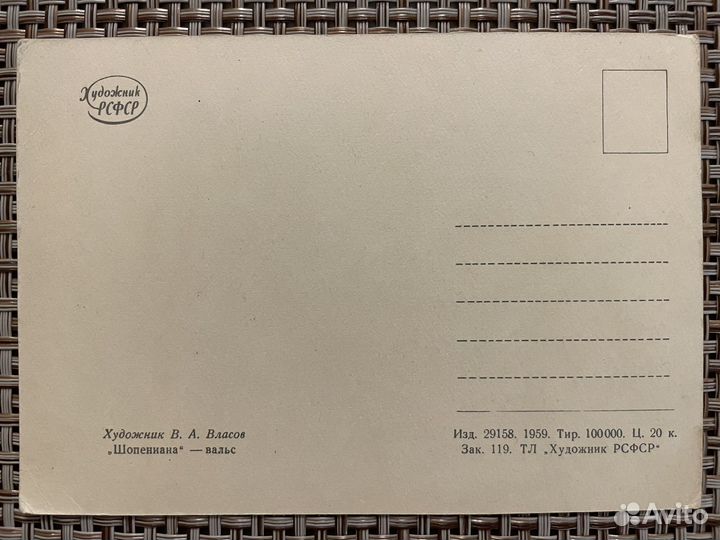 Художник
РСФСР
Художник В. А. Власов
„Шопениана" — вальс
Изд. 29158. 1959. Тир. 100000. Ц. 20 к.
Зак. 119. ТЛ „Художник РСФСР"
Avito